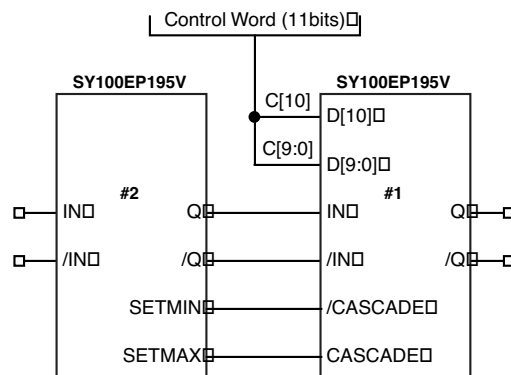 Control Word (11bits)□
SY100EP195V
SY100EP195V
C[10]
D[10]□
C[9:0]
D[9:0]□
#2
#1
IN□
Q□
IN□
Q□
/IN□
/Q□
/IN□
/Q□
SETMIN□
/CASCADE□
SETMAX□
CASCADE□